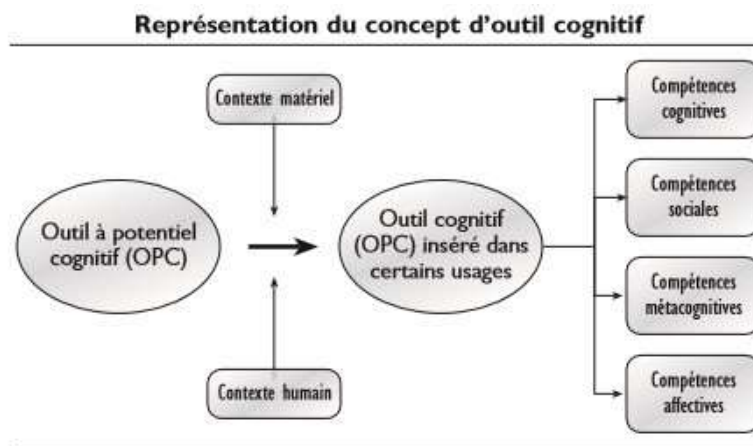 Représentation du concept d'outil cognitif
Contexte matériel
Outil à potentiel
cognitif (OPC)
Outil cognitif
(OPC) inséré dans
certains usages
Contexte humain
Compétences
cognitives
Compétences
sociales
Compétences
métacognitives
Compétences
affectives